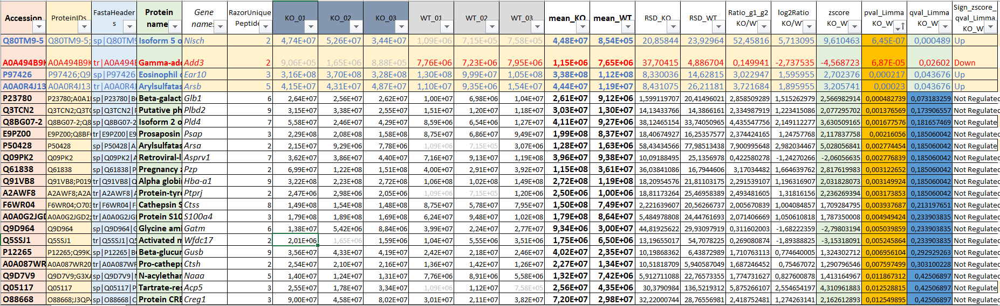 Accession ProteinIDs FastaHeaders Protein names Gene names RazorUnique Peptide KO_01 KO_02 KO_03 WT_01 WT_02 WT_03 mean_KO mean_WT RSD_KO RSD_WT Ratio_g1_g2 KO/W log2Ratio KO/W zscore KO_W pval_Limma KO_W qval_Limma KO_W Sign_zscore_qval_Limma KO_W
Q80TM9-5 Q80TM9-5; sp|Q80TM9 Isoform 5 o Nisch 2 4,74E+07 5,26E+07 3,44E+07 1,09E+06 7,15E+05 7,58E+05 4,48E+07 8,54E+05 20,85844 23,92964 52,45816 5,713095 9,610463 6,45E-07 0,000489 Up
A0A494B9K A0A494B9K tr|A0A494E Gamma-add Add3 2 9,06E+05 1,65E+06 8,88E+05 7,76E+06 7,23E+06 7,95E+06 1,15E+06 7,65E+06 37,70415 4,886704 0,149941 -2,737535 -4,568723 6,87E-05 0,02602 Down
P97426 P97426;Q9 sp|P97426 Eosinophil c Ear10 3 3,16E+08 3,70E+08 3,28E+08 1,30E+08 9,99E+07 1,05E+08 3,38E+08 1,12E+08 8,330036 14,62815 3,022947 1,595955 2,702376 0,000217 0,043676 Up
A0A0R4J13 A0A0R4J13 tr|A0A0R4J Arylsulfatas Arsb 5 4,15E+07 4,31E+07 4,87E+07 1,10E+07 9,35E+06 1,54E+07 4,44E+07 1,19E+07 8,431075 26,21181 3,721684 1,895955 3,205741 0,00023 0,043676 Up
P23780 P23780;A0A1 sp|P23780|B Beta-galact Glb1 6 2,64E+07 2,56E+07 2,62E+07 1,00E+07 6,98E+06 1,04E+07 2,61E+07 9,12E+06 1,599119707 20,41496021 2,858509289 1,515262979 2,566982914 0,000482739 0,073183259 Not Regulated
Q3TCN2 Q3TCN2;Q3T sp|Q3TCN2| Putative ph Plbd2 9 3,15E+07 3,38E+07 2,55E+07 1,51E+07 1,20E+07 1,18E+07 3,03E+07 1,30E+07 14,13433766 14,3866161 2,334987919 1,223415086 2,077295702 0,001376569 0,173906557 Not Regulated
Q8BG07-2 Q8BG07-2;Q8 sp|Q8BG07- Isoform 2 o Pld4 7 5,58E+07 2,46E+07 4,29E+07 8,59E+06 6,54E+06 1,27E+07 4,11E+07 9,27E+06 38,12465154 33,74050965 4,435547756 2,149112277 3,630509165 0,001677576 0,181657469 Not Regulate
E9PZ00 E9PZ00;Q8BF tr|E9PZ00|E9 Prosaposin Psap 3 2,29E+08 2,08E+08 1,58E+08 8,75E+07 6,86E+07 9,49E+07 1,99E+08 8,37E+07 18,40674927 16,25357577 2,374424165 1,24757768 2,117837758 0,00216056 0,185060042 Not Regulated
P50428 P50428 sp|P50428|A Arylsulfatas Arsa 2 2,15E+07 9,29E+06 7,78E+06 1,09E+06 7,15E+05 3,07E+06 1,28E+07 1,63E+06 58,43434566 77,98513438 7,900995648 2,982034467 5,028056841 0,002774454 0,185060042 Not Regulate
Q09PK2 Q09PK2 sp|Q09PK2|A Retroviral-l Asprv1 7 3,62E+07 3,86E+07 4,40E+07 7,16E+07 9,13E+07 1,19E+08 3,96E+07 9,38E+07 10,09188495 25,1356978 0,422580278 -1,24270266 -2,06056635 0,002776839 0,185060042 Not Regulated
Q61838 Q61838 sp|Q61838|P Pregnancy z Pzp 2 6,99E+07 1,22E+08 1,51E+08 4,00E+07 2,91E+07 3,92E+07 1,15E+08 3,61E+07 36,03841086 16,7944606 3,17034482 1,664639762 2,817619983 0,003122652 0,185060042 Not Regulated
Q91VB8 Q91VB8;P019 tr|Q91VB8|Q Alpha globi Hba-a1 9 3,22E+08 2,23E+08 2,72E+08 1,06E+08 1,02E+08 1,49E+08 2,72E+08 1,19E+08 18,20954576 21,81103175 2,291539107 1,196316907 2,031828073 0,003149924 0,185060042 Not Regulated
A2AWF8 A2AWF8;A2A tr|A2AWF8|A Protein-tyr Ptprj 3 2,47E+06 2,98E+06 2,05E+06 1,09E+06 7,15E+05 1,20E+06 2,50E+06 1,00E+06 18,81173264 25,46958389 2,493481605 1,31816156 2,236269394 0,003173853 0,185060042 Not Regulated
F6WR04 F6WR04;O703 tr|F6WR04|F Cathepsin S Ctss 8 1,49E+08 1,54E+08 1,48E+08 8,75E+07 5,78E+07 7,95E+07 1,50E+08 7,49E+07 2,221639607 20,56266737 2,005670839 1,004084857 1,709284795 0,003937687 0,213197651 Not Regulated
A0A0G2JGD A0A0G2JGD2; tr|A0A0G2JG Protein S10 S100a4 3 1,79E+08 1,89E+08 1,69E+08 6,24E+07 9,48E+07 1,02E+08 1,79E+08 8,64E+07 5,484978808 24,44761693 2,071406669 1,050610818 1,787350008 0,004949424 0,233903835 Not Regulated
Q9D964 Q9D964 sp|Q9D964|G Glycine ami Gatm 6 1,38E+07 5,42E+06 8,84E+06 3,99E+07 2,24E+07 2,77E+07 9,34E+06 3,00E+07 44,81925622 29,93097919 0,311602003 -1,68222359 -2,79803194 0,005039859 0,233903835 Not Regulated
Q5SSJ1 Q5SSJ1 tr|Q5SSJ1|Q5 Activated m Wfdc17 2 2,01E+06 1,65E+06 1,59E+06 1,04E+07 5,55E+06 3,51E+06 1,75E+06 6,50E+06 13,19655017 54,7078225 0,269080874 -1,89388825 -3,15318091 0,005245864 0,233903835 Not Regulated
P12265 P12265;Q99K sp|P12265|B Beta-glucur Gusb 9 3,56E+07 4,33E+07 4,19E+07 2,42E+07 2,18E+07 2,46E+07 4,02E+07 2,35E+07 10,19868362 6,43872989 1,710763113 0,774640005 1,324302712 0,006956104 0,292929263 Not Regulated
A0A087WR A0A087WR20 tr|A0A087WF Pro-catheps Ctsh 2 2,54E+07 2,10E+07 2,16E+07 1,36E+07 1,42E+07 1,26E+07 2,27E+07 1,34E+07 10,51818709 5,940587049 1,687246452 0,75467072 1,290796546 0,007597499 0,303100228 Not Regulated
Q9D7V9 Q9D7V9;G3XA sp|Q9D7V9|N N-acylethan Naaa 5 1,40E+07 1,24E+07 1,31E+07 7,76E+06 8,91E+06 5,58E+06 1,32E+07 7,42E+06 5,912711088 22,76573355 1,774731627 0,827600878 1,413164967 0,011867312 0,42506897 Not Regulated
Q05117 Q05117 sp|Q05117|P Tartrate-res Acp5 3 2,55E+07 1,78E+07 3,34E+07 1,09E+06 1,12E+07 7,58E+05 2,56E+07 4,35E+06 30,3790984 136,5219312 5,875266107 2,554654197 4,310961883 0,012528815 0,42506897 Not Regulate
O88668 O88668;J3QP4 sp|O88668|C Protein CRE Creg1 3 9,00E+07 4,58E+07 8,02E+07 3,01E+07 2,11E+07 3,82E+07 7,20E+07 2,98E+07 32,22000744 28,76556981 2,418752481 1,274263141 2,162612893 0,012549895 0,42506897 Not Regulated